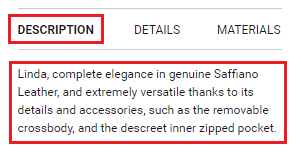 DESCRIPTION DETAILS MATERIALS
Linda, complete elegance in genuine Saffiano
Leather, and extremely versatile thanks to its
details and accessories, such as the removable
crossbody, and the descreet inner zipped pocket.